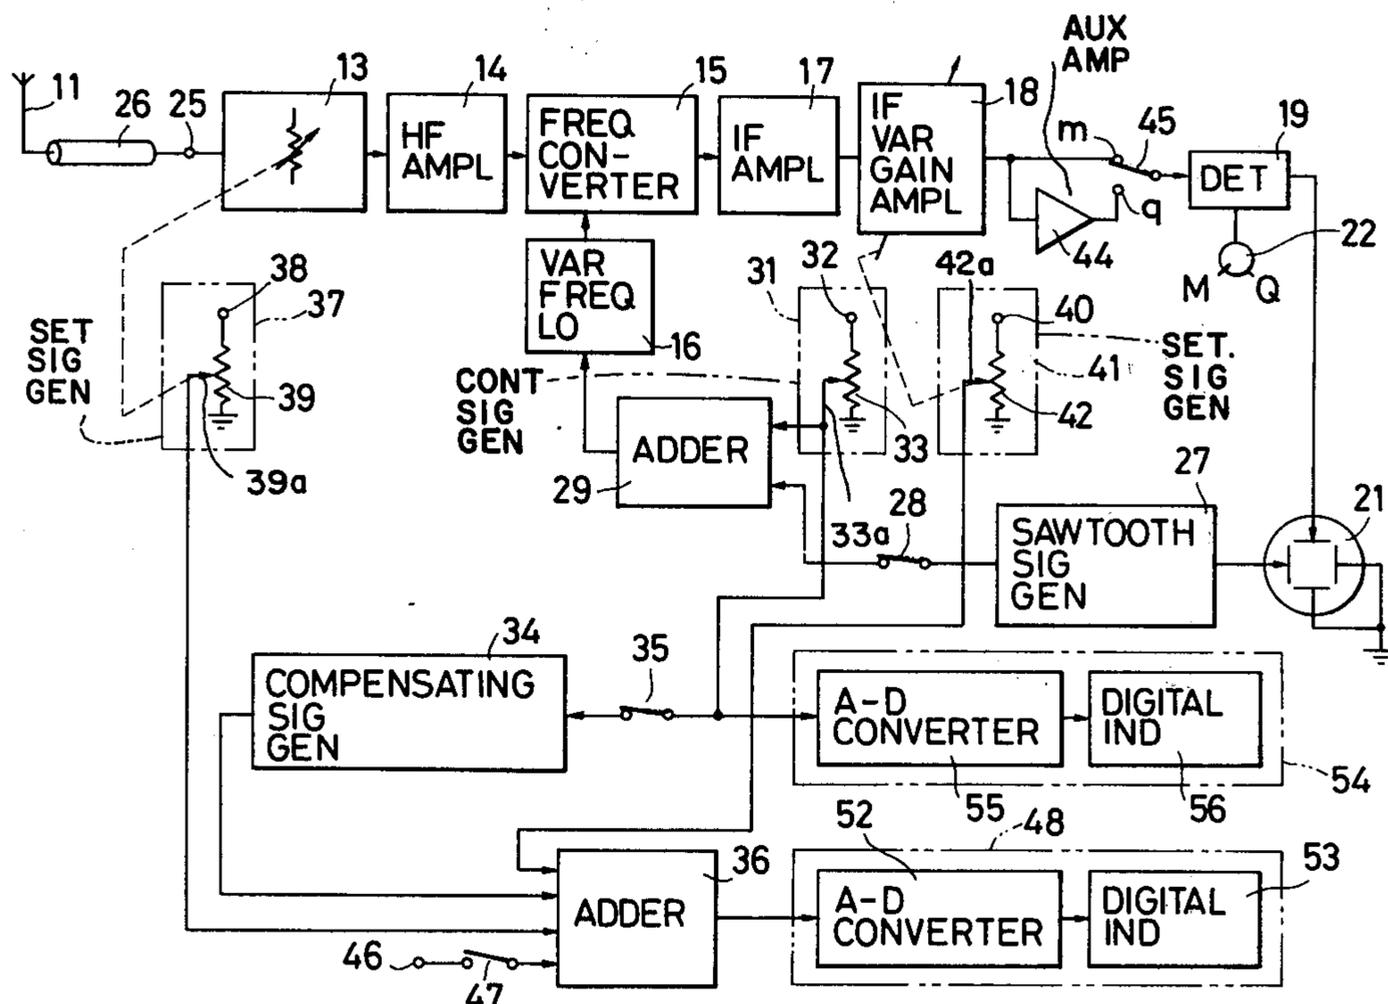 AUX
AMP
11
26
25
13
14
15
17
18
m
45
19
HF
AMPL
FREQ
CON-
VERTER
IF
AMPL
IF
VAR
GAIN
AMPL
DET
q
44
22
M
Q
VAR
FREQ
LO
16
38
37
SET
SIG
GEN
39
39a
31
32
33
33a
CONT
SIG
GEN
42a
40
41
42
SET.
SIG
GEN
ADDER
29
28
27
SAWTOOTH
SIG
GEN
21
34
COMPENSATING
SIG
GEN
35
A-D
CONVERTER
55
DIGITAL
IND
56
54
52
48
36
ADDER
A-D
CONVERTER
DIGITAL
IND
53
46
47